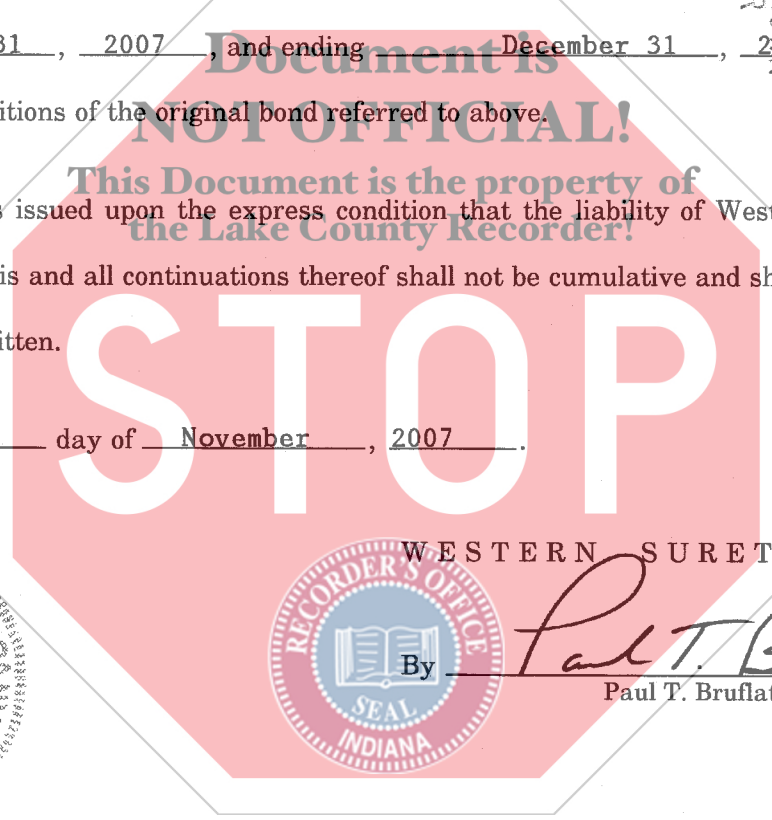 31 , 2007 , and ending December 31 , 2
Document is
itions of the original bond referred to above.
NOT OFFICIAL!
This Document is the property of
s issued upon the express condition that the liability of West
the Lake County Recorder!
is and all continuations thereof shall not be cumulative and sh
itten.
STOP
day of November , 2007 .
WESTERN SURET
RECORDER'S OFFICE
By Paul T. B
Paul T. Bruflat
SEAL
INDIANA